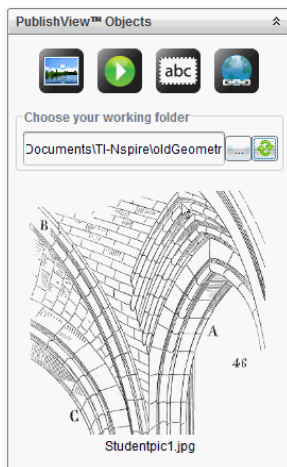 PublishView™ Objects
abc
Choose your working folder
Documents\TI-Nspire\oldGeometr
...
B
A
46
C
Studentpic1.jpg